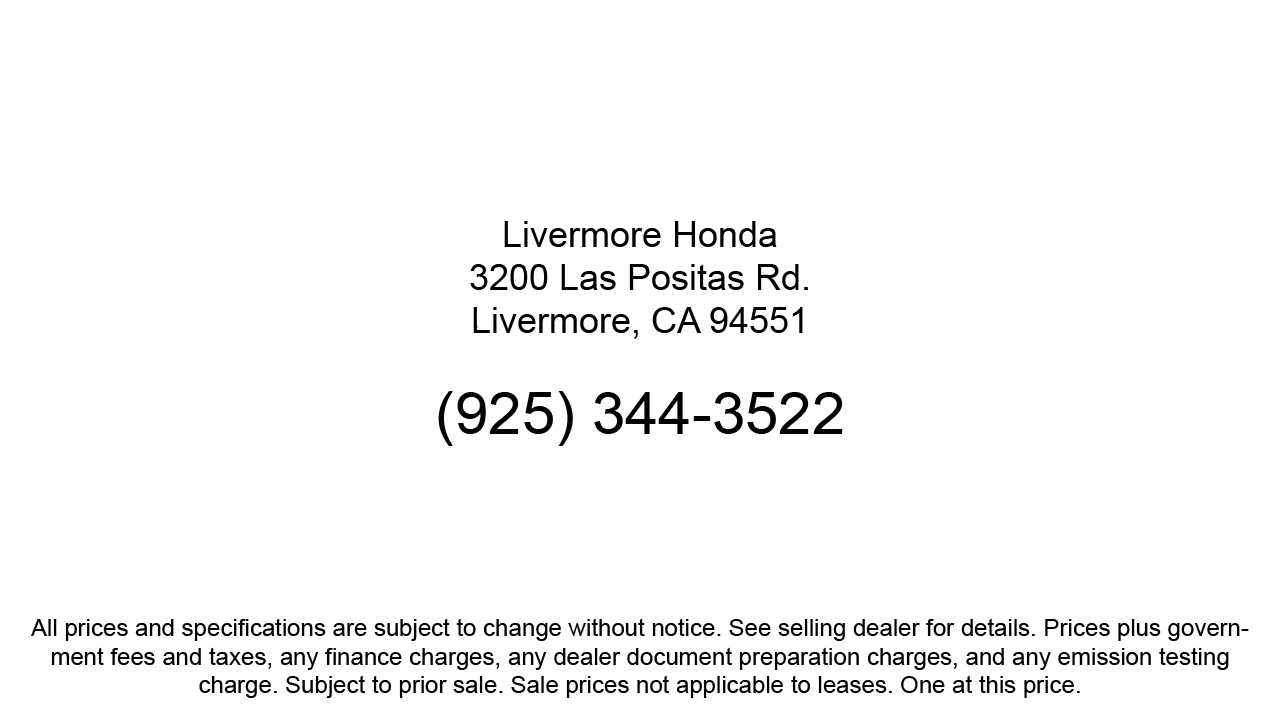 Livermore Honda
3200 Las Positas Rd.
Livermore, CA 94551
(925) 344-3522
All prices and specifications are subject to change without notice. See selling dealer for details. Prices plus govern-
ment fees and taxes, any finance charges, any dealer document preparation charges, and any emission testing
charge. Subject to prior sale. Sale prices not applicable to leases. One at this price.